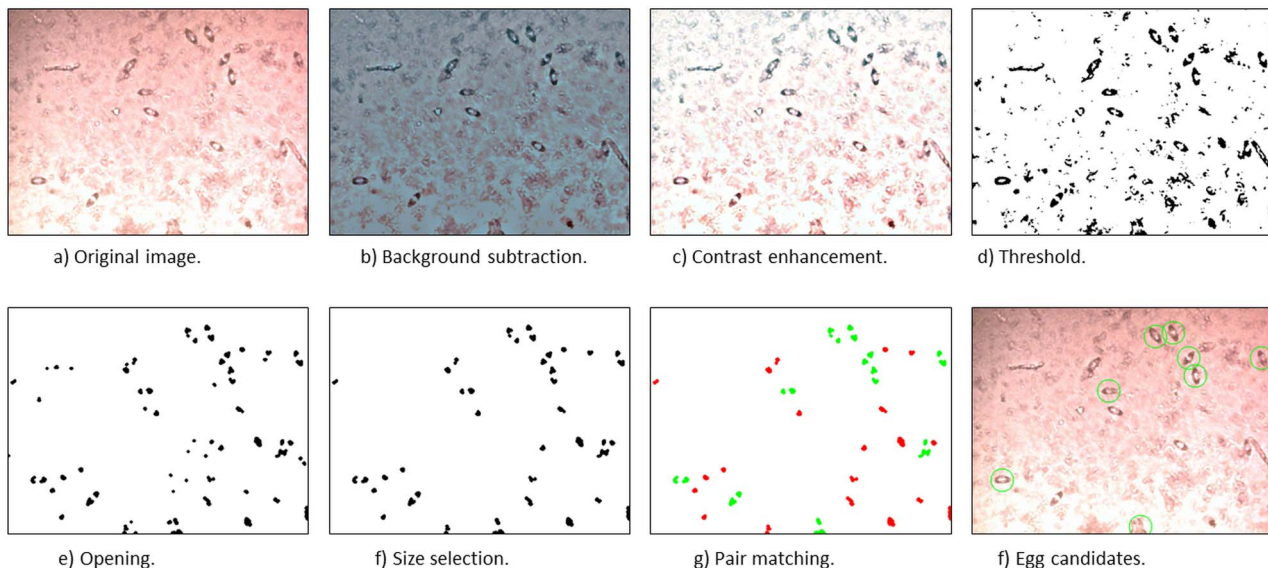 a) Original image.
b) Background subtraction.
c) Contrast enhancement.
d) Threshold.
e) Opening.
f) Size selection.
g) Pair matching.
f) Egg candidates.